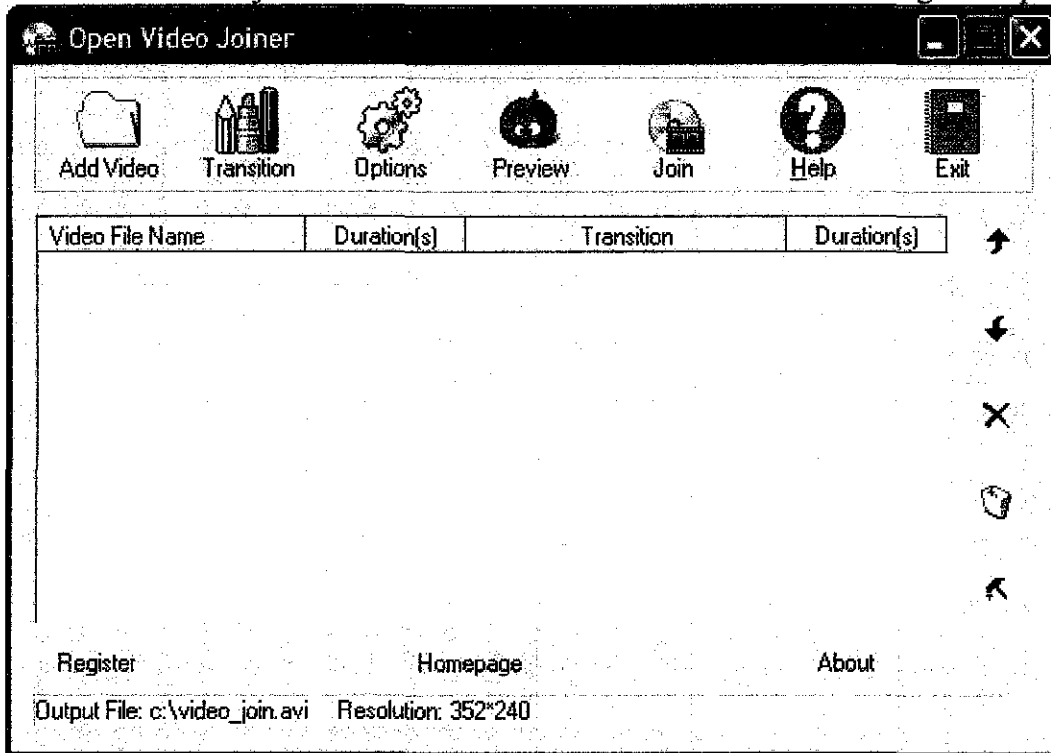 Open Video Joiner
Add Video Transition Options Preview Join Help Exit
Video File Name Duration(s) Transition Duration(s)
Register Homepage About
Output File: c:\video_join.avi Resolution: 352*240